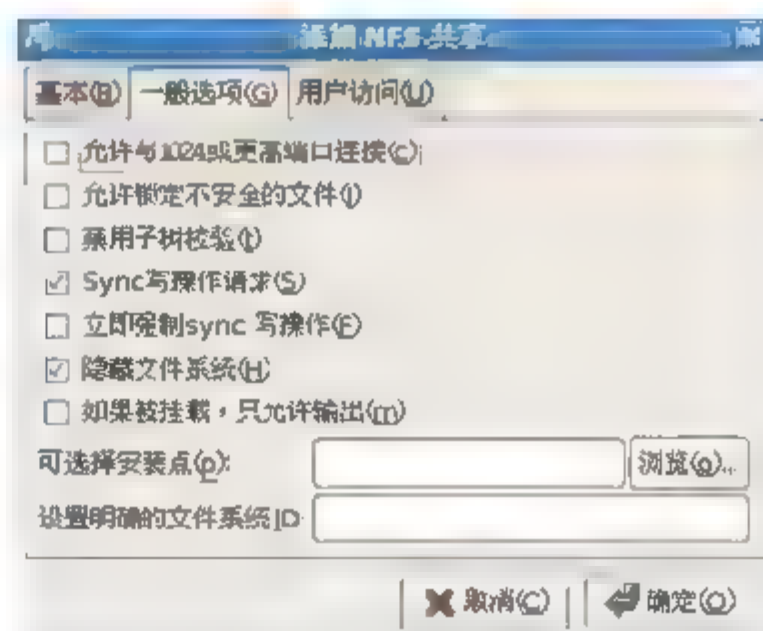 添加 NFS 共享
基本(B) 一般选项(G) 用户访问(U)
允许与1024或更高端口连接(C)
允许锁定不安全的文件(I)
禁用子树校验(t)
Sync写操作请求(S)
立即强制sync 写操作(F)
隐藏文件系统(H)
如果被挂载，只允许输出(m)
可选择安装点(p): 浏览(o)...
设置明确的文件系统 ID
取消(C) 确定(O)